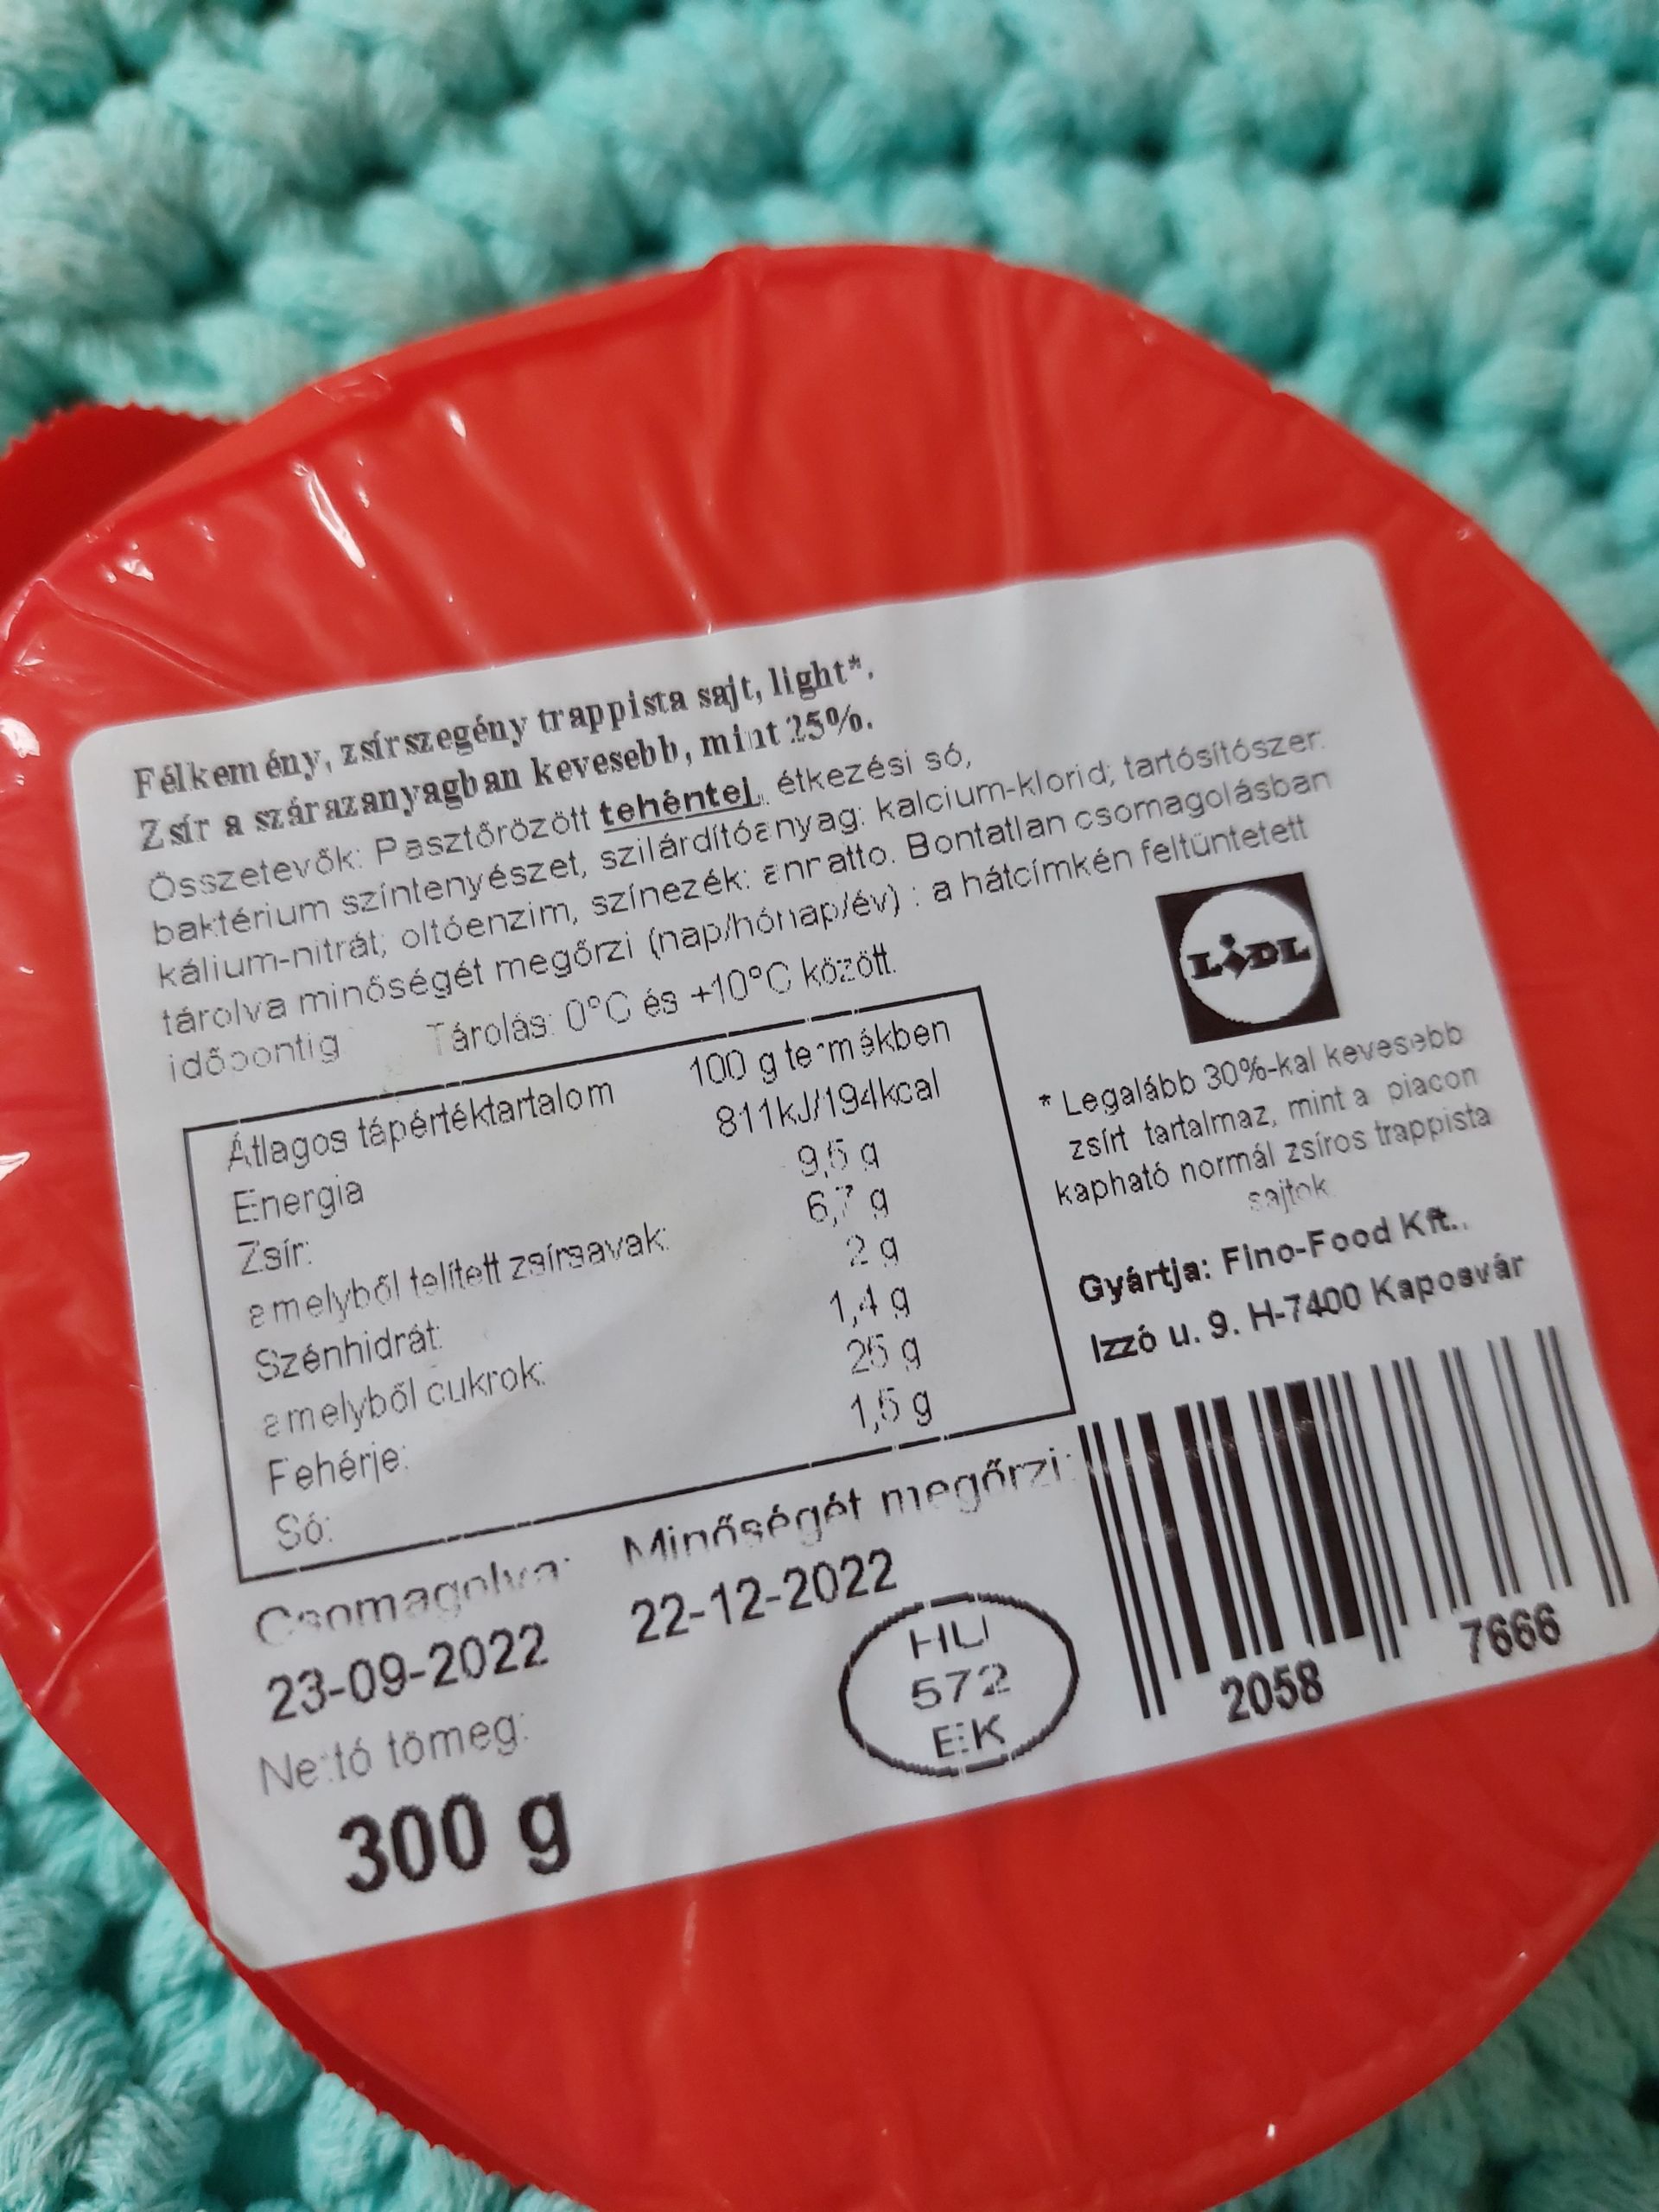 Félkemény, zsírszegény trappista sajt, light*.
Zsír a szárazanyagban kevesebb, mint 25%.
Összetevők: Pasztőrözött tehéntej, étkezési só,
baktérium színtenyészet, szilárdítóanyag: kalcium-klorid; tartósítószer:
kálium-nitrát; oltóenzim, színezék: annatto. Bontatlan csomagolásban
tárolva minőségét megőrzi (nap/hónap/év) : a hátcímkén feltüntetett
időpontig Tárolás: 0°C és +10°C között.
LIDL
Átlagos tápértéktartalom 100 g termékben
Energia 811kJ/194kcal
Zsír: 9,5 g
amelyből telített zsírsavak: 6,7 g
Szénhidrát: 2 g
amelyből cukrok: 1,4 g
Fehérje: 25 g
Só: 1,5 g
* Legalább 30%-kal kevesebb
zsírt tartalmaz, mint a piacon
kapható normál zsíros trappista
sajtok
Gyártja: Fino-Food Kft.,
Izzó u. 9. H-7400 Kaposvár
Csomagolva: Minőségét megőrzi:
23-09-2022 22-12-2022
Nettó tömeg:
300 g
HU
572
EK
2058 7666